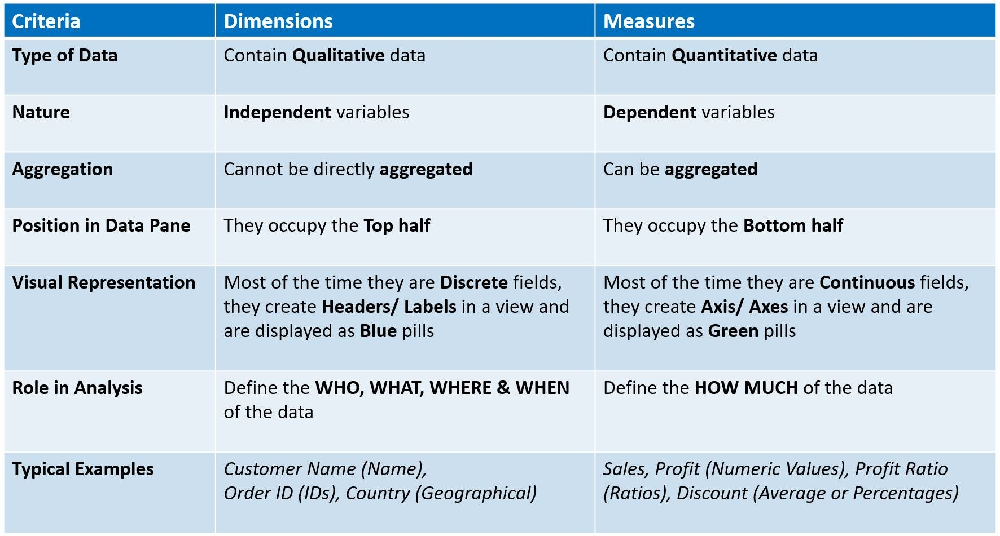 Criteria
Dimensions
Measures
Type of Data
Contain Qualitative data
Contain Quantitative data
Nature
Independent variables
Dependent variables
Aggregation
Cannot be directly aggregated
Can be aggregated
Position in Data Pane
They occupy the Top half
They occupy the Bottom half
Visual Representation
Most of the time they are Discrete fields,
they create Headers/ Labels in a view and
are displayed as Blue pills
Most of the time they are Continuous fields,
they create Axis/ Axes in a view and are
displayed as Green pills
Role in Analysis
Define the WHO, WHAT, WHERE & WHEN
of the data
Define the HOW MUCH of the data
Typical Examples
Customer Name (Name),
Order ID (IDs), Country (Geographical)
Sales, Profit (Numeric Values), Profit Ratio
(Ratios), Discount (Average or Percentages)